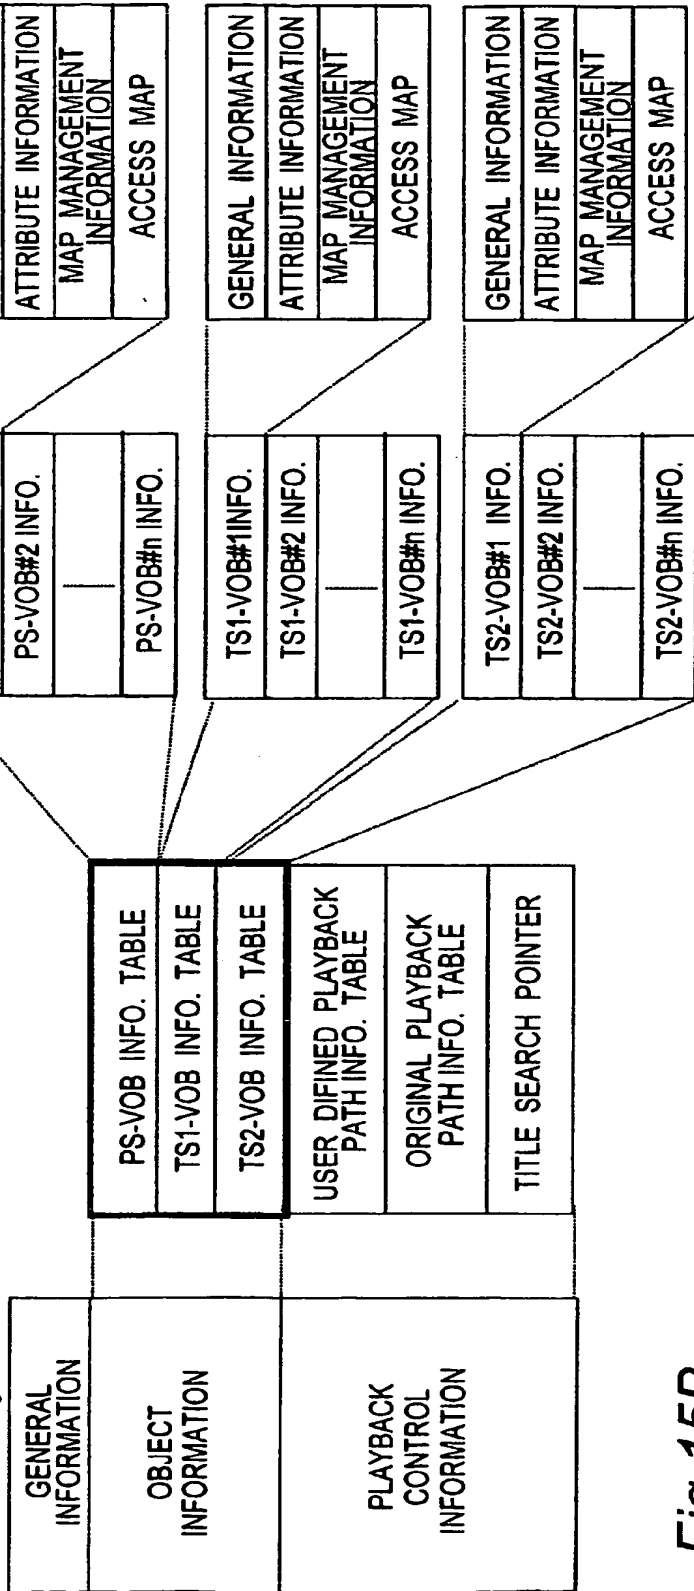 GENERAL
INFORMATION
OBJECT
INFORMATION
PLAYBACK
CONTROL
INFORMATION
PS-VOB INFO. TABLE
TS1-VOB INFO. TABLE
TS2-VOB INFO. TABLE
USER DIFINED PLAYBACK
PATH INFO. TABLE
ORIGINAL PLAYBACK
PATH INFO. TABLE
TITLE SEARCH POINTER
PS-VOB#2 INFO.
PS-VOB#n INFO.
TS1-VOB#1INFO.
TS1-VOB#2 INFO.
TS1-VOB#n INFO.
TS2-VOB#1 INFO.
TS2-VOB#2 INFO.
TS2-VOB#n INFO.
ATTRIBUTE INFORMATION
MAP MANAGEMENT
INFORMATION
ACCESS MAP
GENERAL INFORMATION
ATTRIBUTE INFORMATION
MAP MANAGEMENT
INFORMATION
ACCESS MAP
GENERAL INFORMATION
ATTRIBUTE INFORMATION
MAP MANAGEMENT
INFORMATION
ACCESS MAP